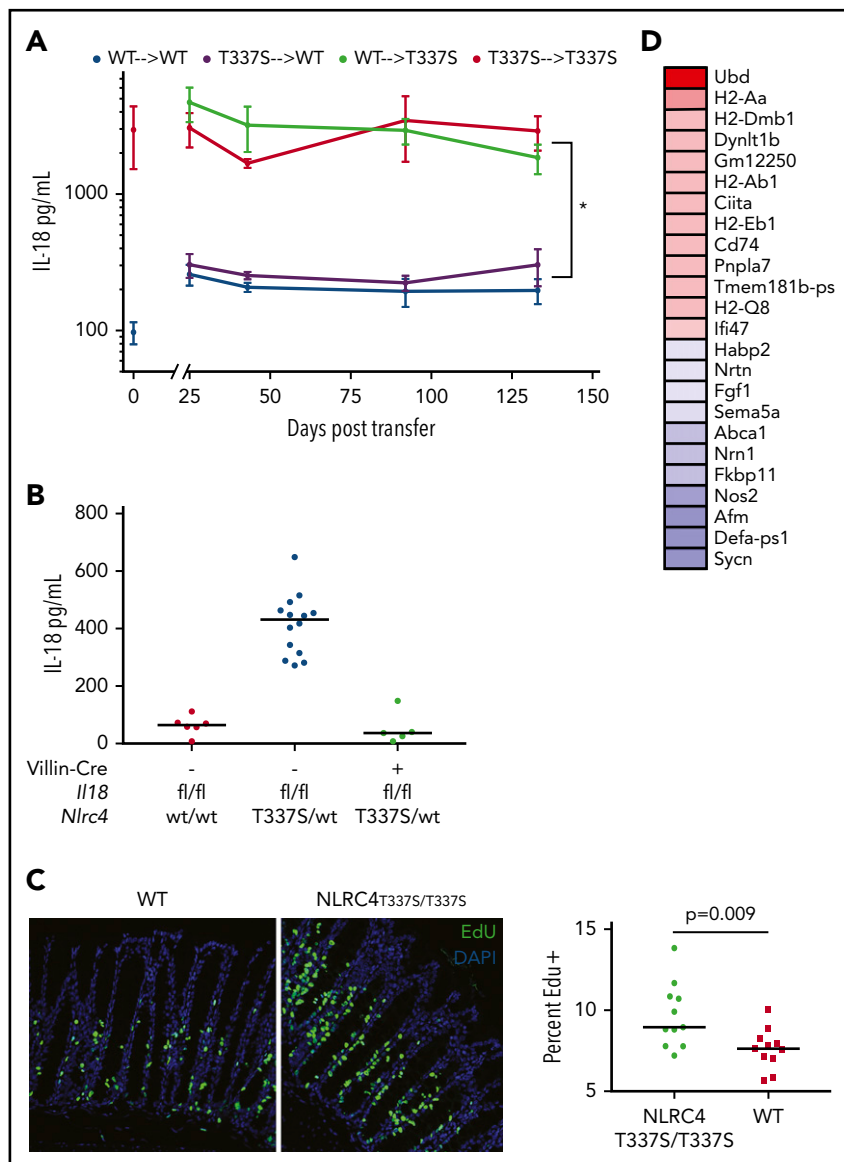 A
WT-->WT T337S-->WT WT-->T337S T337S-->T337S
IL-18 pg/mL
1000
100
*
0 25 50 75 100 125 150
Days post transfer
B
IL-18 pg/mL
800
600
400
200
0
Villin-Cre - - +
Il18 fl/fl fl/fl fl/fl
Nlrc4 wt/wt T337S/wt T337S/wt
C
WT NLRC4T337S/T337S
EdU
DAPI
p=0.009
Percent Edu+
15
10
5
NLRC4 WT
T337S/T337S
D
Ubd
H2-Aa
H2-Dmb1
Dynlt1b
Gm12250
H2-Ab1
Ciita
H2-Eb1
Cd74
Pnpla7
Tmem181b-ps
H2-Q8
Ifi47
Habp2
Nrtn
Fgf1
Sema5a
Abca1
Nrn1
Fkbp11
Nos2
Afm
Defa-ps1
Sycn